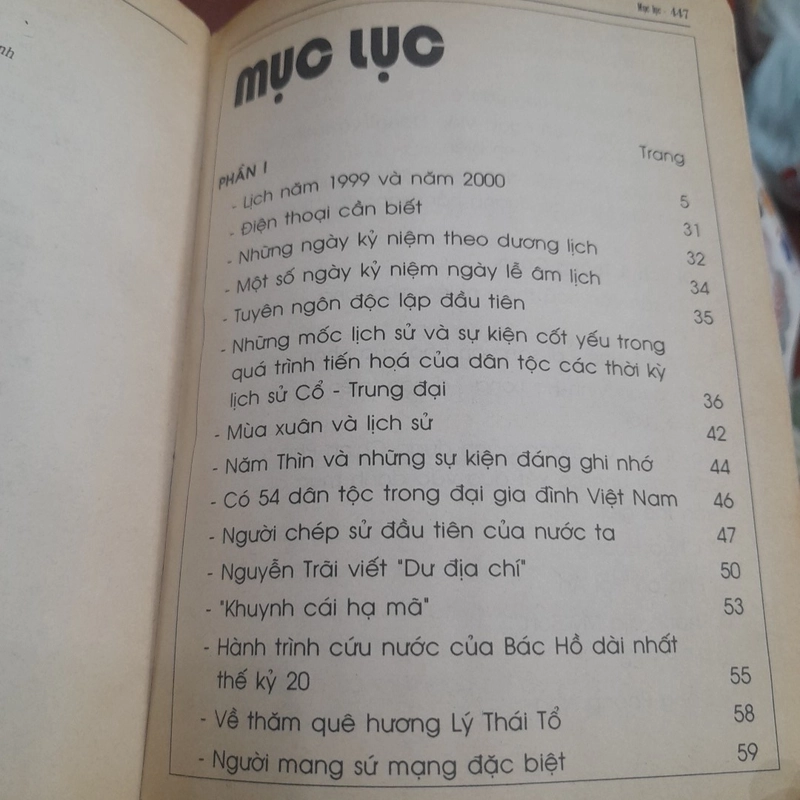 Mục lục - 447
MỤC LỤC
Trang
PHẦN I
- Lịch năm 1999 và năm 2000 5
- Điện thoại cần biết 31
- Những ngày kỷ niệm theo dương lịch 32
- Một số ngày kỷ niệm ngày lễ âm lịch 34
- Tuyên ngôn độc lập đầu tiên 35
- Những mốc lịch sử và sự kiện cốt yếu trong
quá trình tiến hoá của dân tộc các thời kỳ
lịch sử Cổ - Trung đại 36
- Mùa xuân và lịch sử 42
- Năm Thìn và những sự kiện đáng ghi nhớ 44
- Có 54 dân tộc trong đại gia đình Việt Nam 46
- Người chép sử đầu tiên của nước ta 47
- Nguyễn Trãi viết "Dư địa chí" 50
- "Khuynh cái hạ mã" 53
- Hành trình cứu nước của Bác Hồ dài nhất
thế kỷ 20 55
- Về thăm quê hương Lý Thái Tổ 58
- Người mang sứ mạng đặc biệt 59